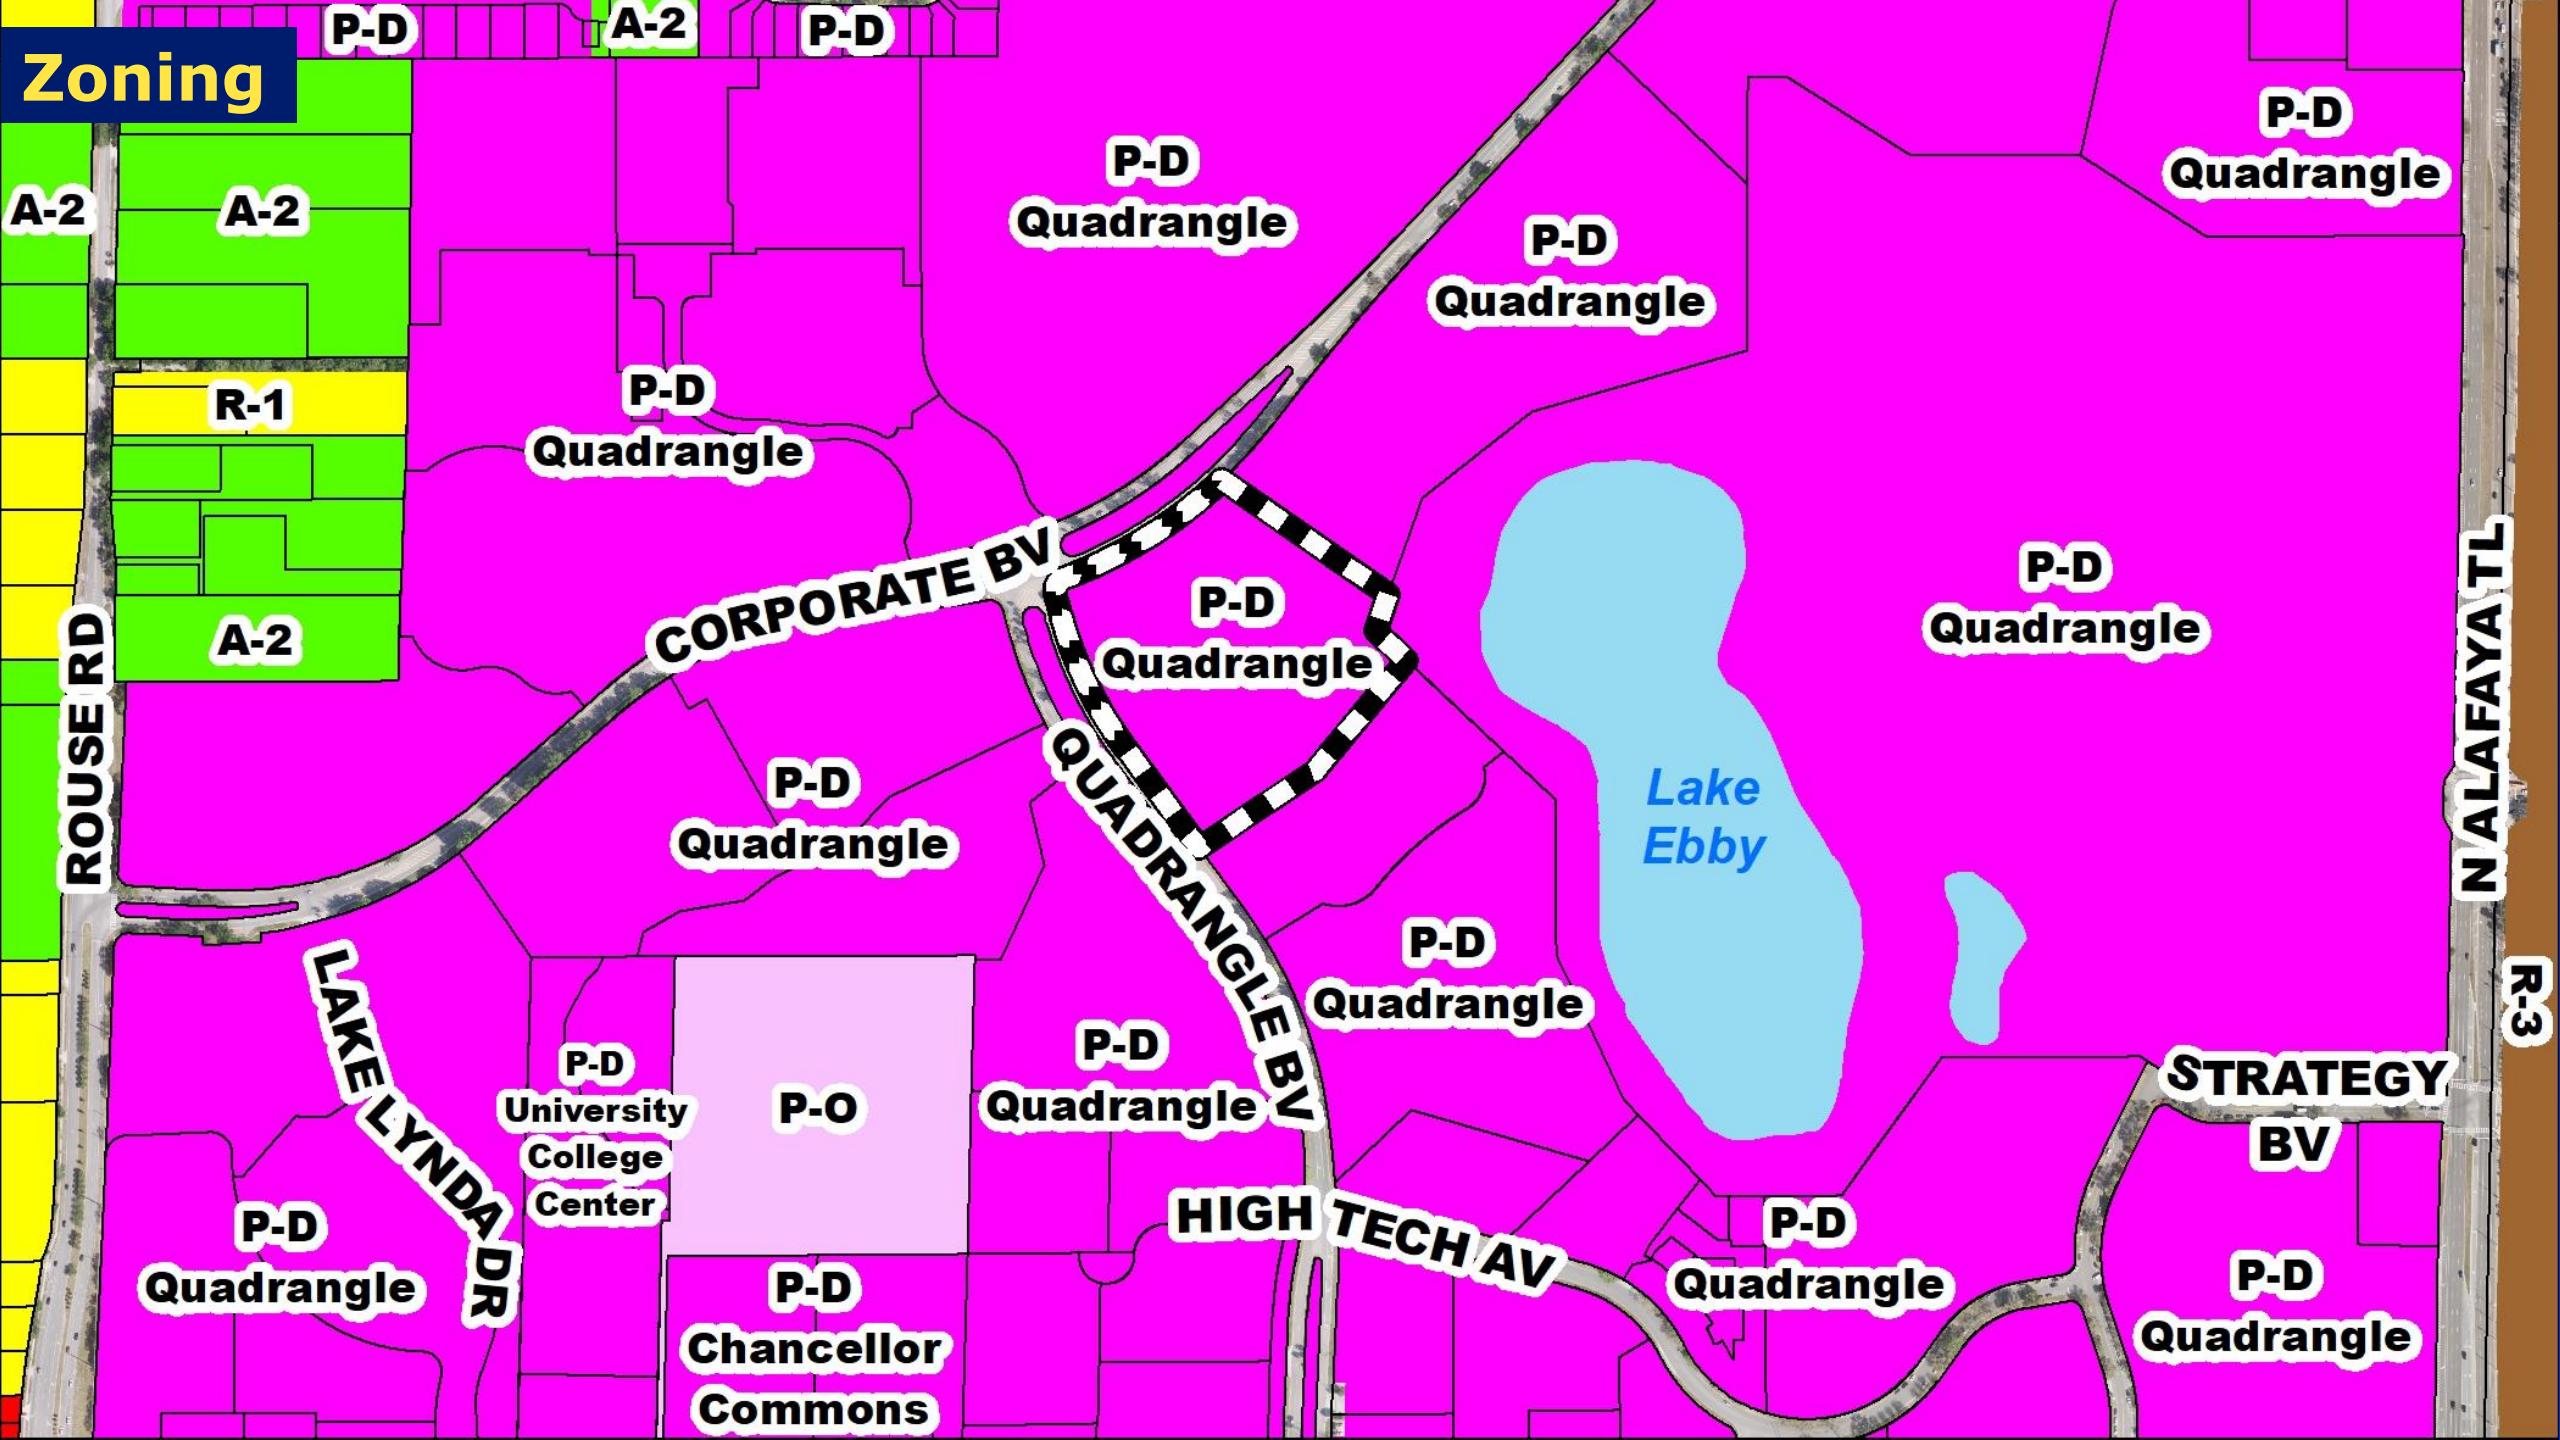 Zoning
P-D
A-2
P-D
P-D
Quadrangle
P-D
Quadrangle
A-2
A-2
P-D
Quadrangle
R-1
P-D
Quadrangle
CORPORATE BV
P-D
Quadrangle
P-D
Quadrangle
N ALAFAYA TL
A-2
ROUSE RD
P-D
Quadrangle
QUADRANGLE BV
Lake
Ebby
P-D
Quadrangle
R-3
LAKE LYNDA DR
P-D
University
College
Center
P-O
P-D
Quadrangle
STRATEGY
BV
HIGH TECH AV
P-D
Quadrangle
P-D
Quadrangle
P-D
Chancellor
Commons
P-D
Quadrangle